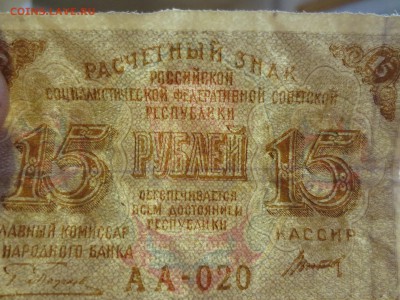 COINS.LAVE.RU
РАСЧЕТНЫЙ ЗНАК
РОССИЙСКОЙ
СОЦИАЛИСТИЧЕСКОЙ ФЕДЕРАТИВНОЙ СОВЕТСКОЙ
РЕСПУБЛИКИ
15 РУБЛЕЙ 15
ОБЕСПЕЧИВАЕТСЯ
ВСЕМ ДОСТОЯНИЕМ
РЕСПУБЛИКИ
ГЛАВНЫЙ КОМИССАР
НАРОДНОГО БАНКА
КАССИР
АА-020